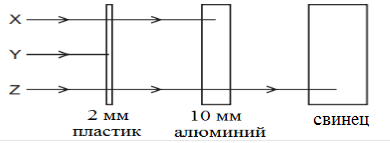 X
Y
Z
2 мм
пластик
10 мм
алюминий
свинец